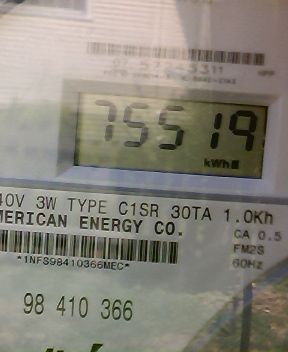 75519
kWh
40V 3W TYPE C1SR 30TA 1.0Kh
MERICAN ENERGY CO.
CA 0.5
FM2S
60Hz
*1NFS98410366MEC*
98 410 366